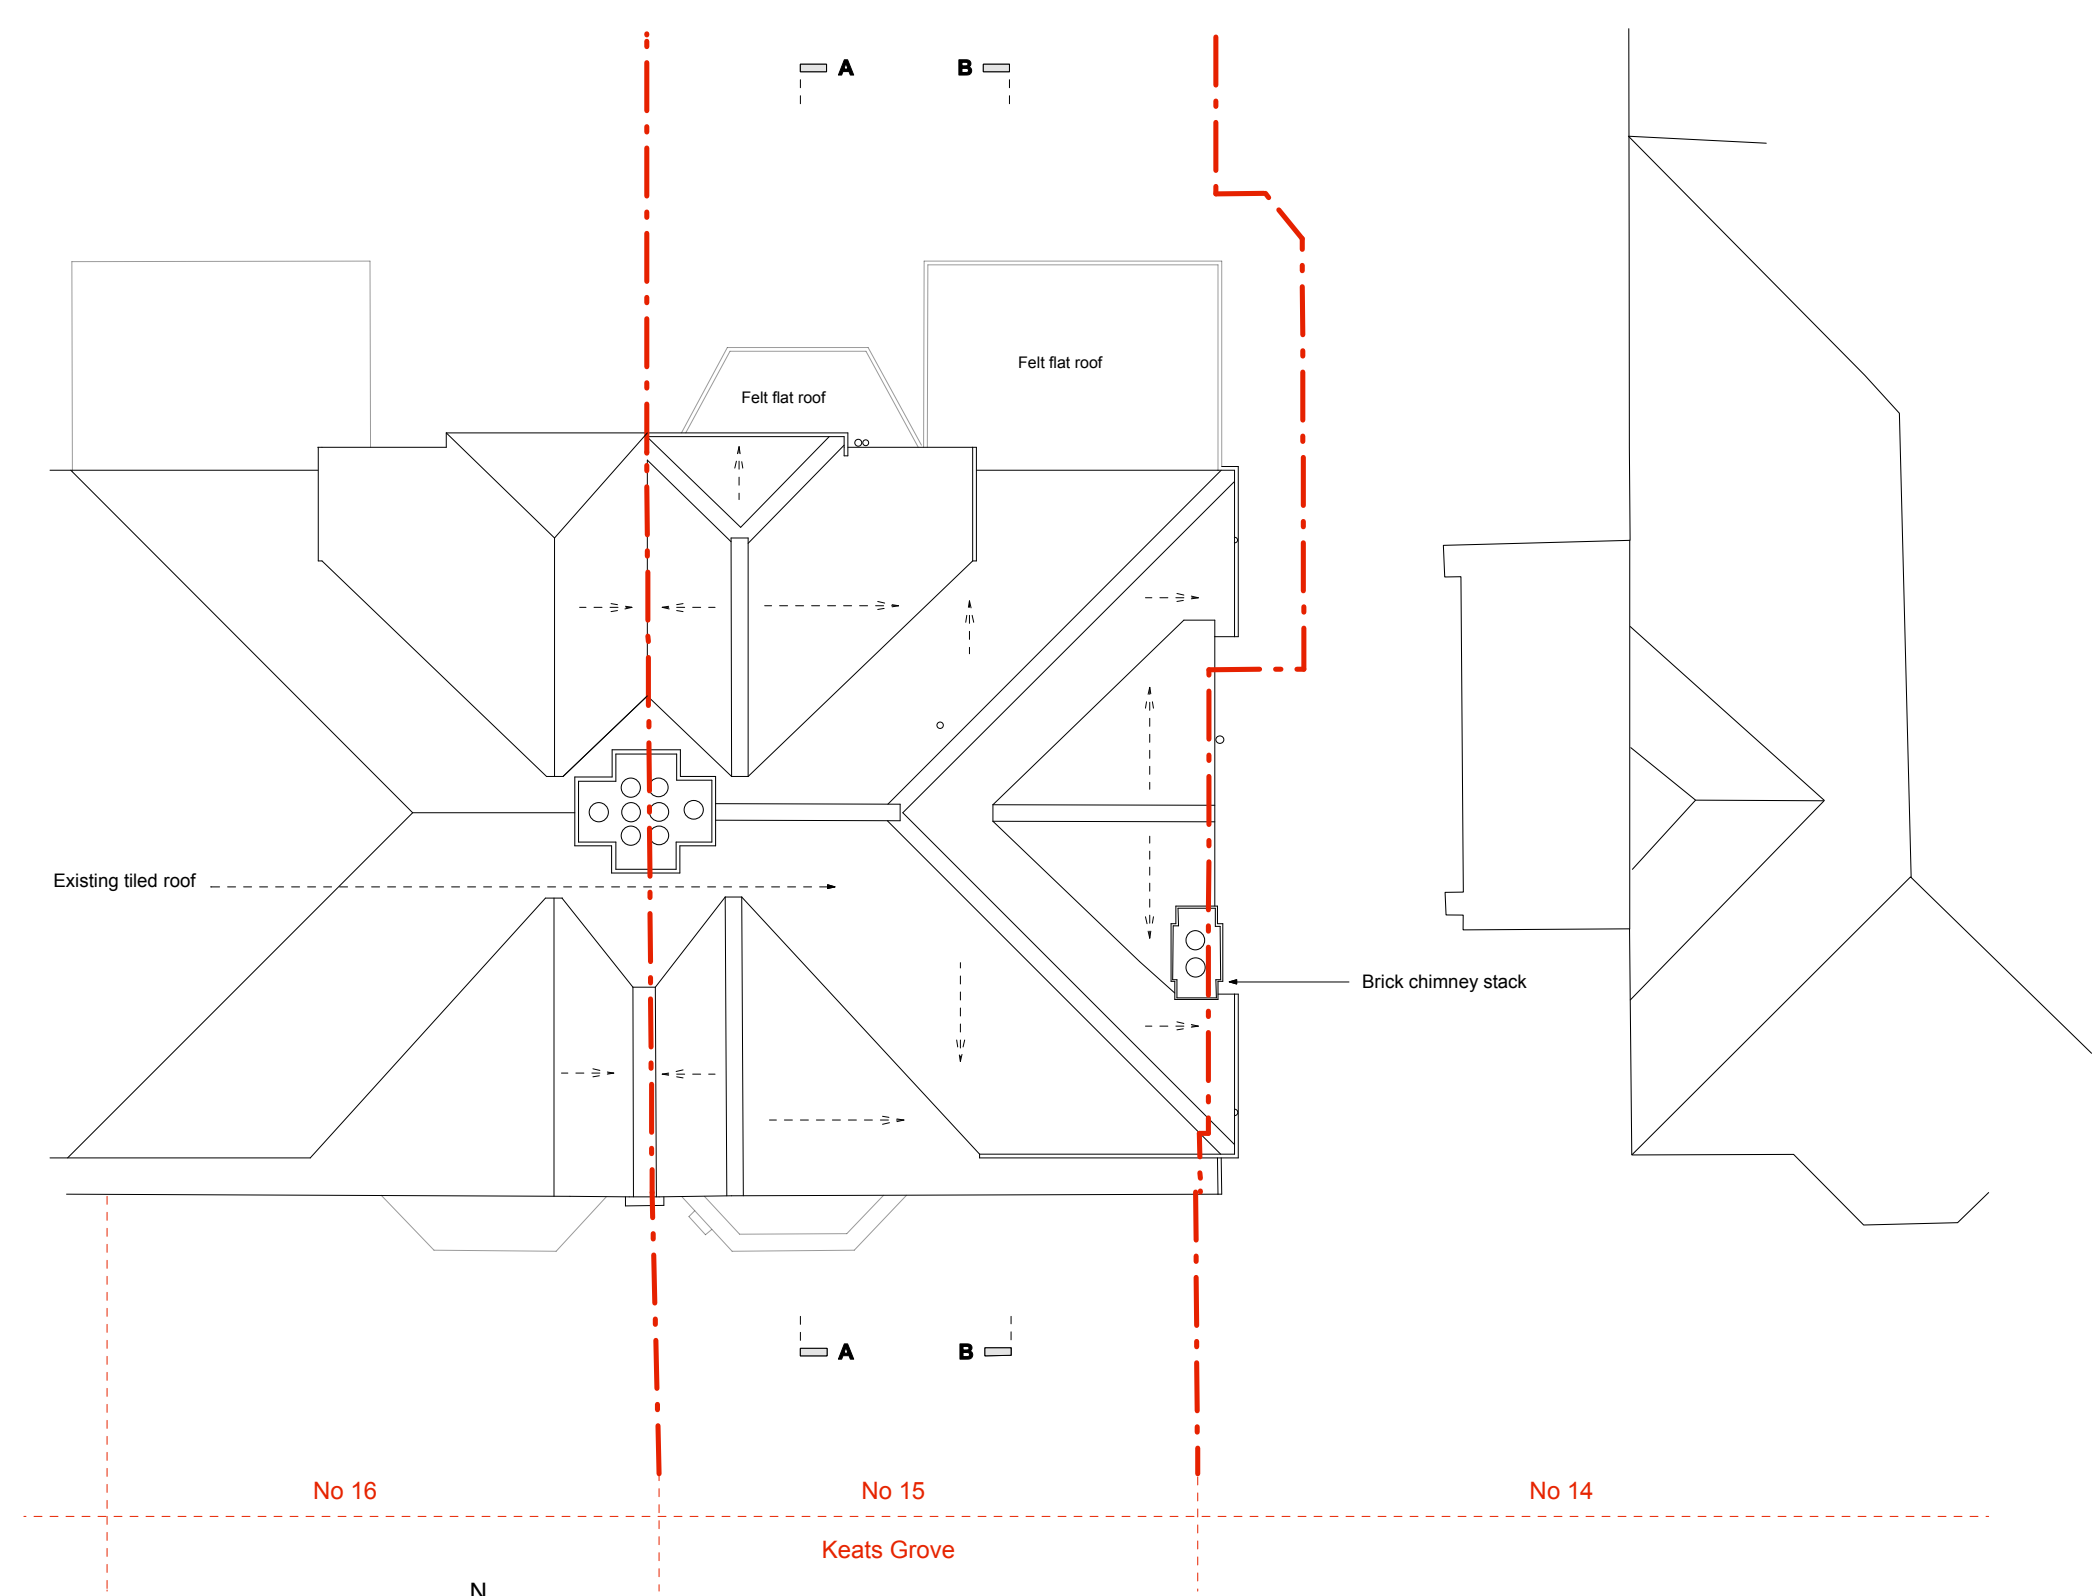 A
B
Felt flat roof
Felt flat roof
Existing tiled roof
Brick chimney stack
A
B
No 16
No 15
No 14
Keats Grove
N